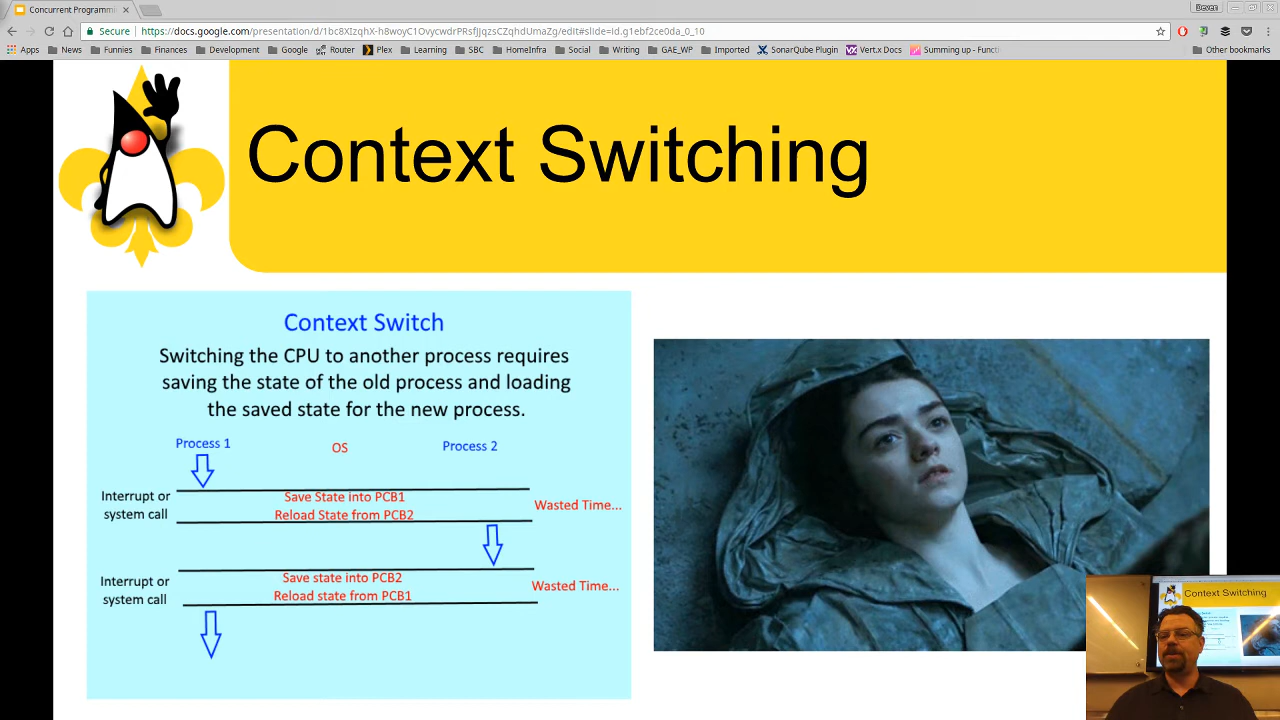 Concurrent Programmi
Bragga
Secure
https://docs.google.com/presentation/d/1bc8XIzqhX-h8woyC1OvycwdrPRsfJJqzsCZqhdUmaZg/edit#slide=id.g1ebf2ce0da_0_10
Apps
News
Funnies
Finances
Development
Google
Router
Plex
Learning
SBC
HomeInfra
Social
Writing
GAE_WP
Imported
SonarQube Plugin
Vert.x Docs
Summing up - Funct
Other bookmarks
Context Switching
Context Switch
Switching the CPU to another process requires
saving the state of the old process and loading
the saved state for the new process.
Process 1
OS
Process 2
Interrupt or
system call
Save State into PCB1
Reload State from PCB2
Wasted Time...
Interrupt or
system call
Save state into PCB2
Reload state from PCB1
Wasted Time...
Context Switching